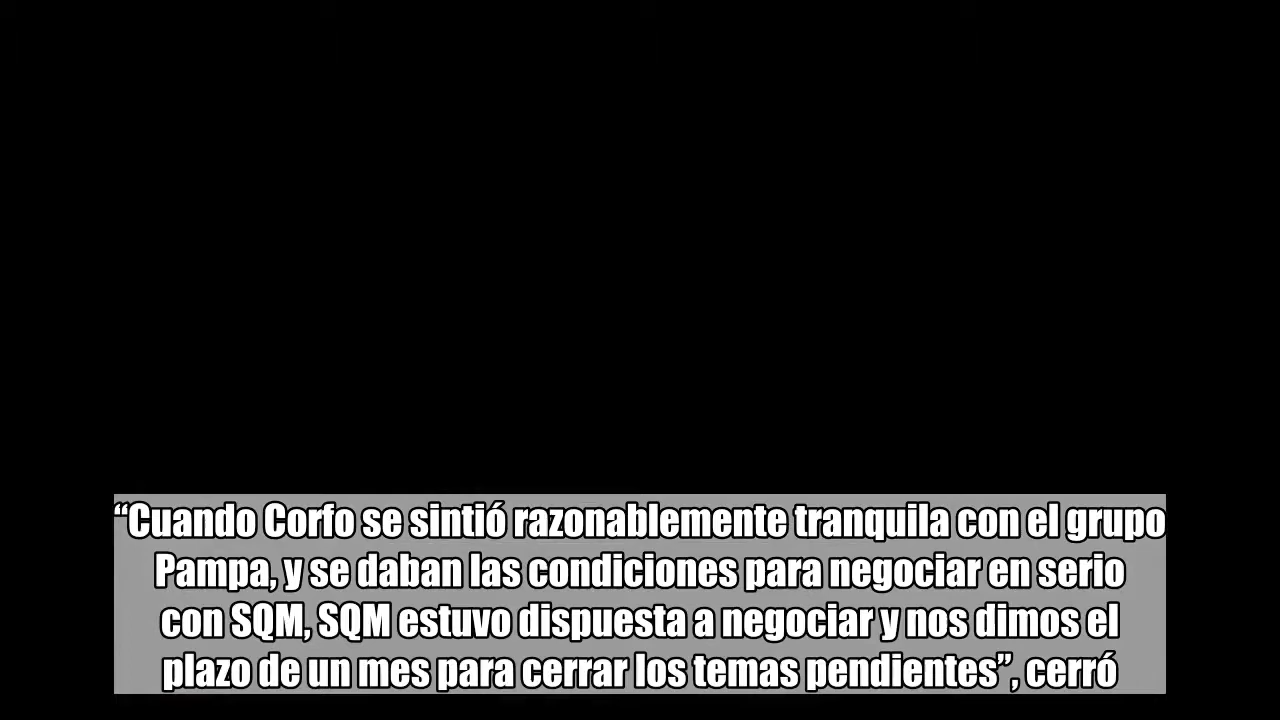 “Cuando Corfo se sintió razonablemente tranquila con el grupo
Pampa, y se daban las condiciones para negociar en serio
con SQM, SQM estuvo dispuesta a negociar y nos dimos el
plazo de un mes para cerrar los temas pendientes”, cerró